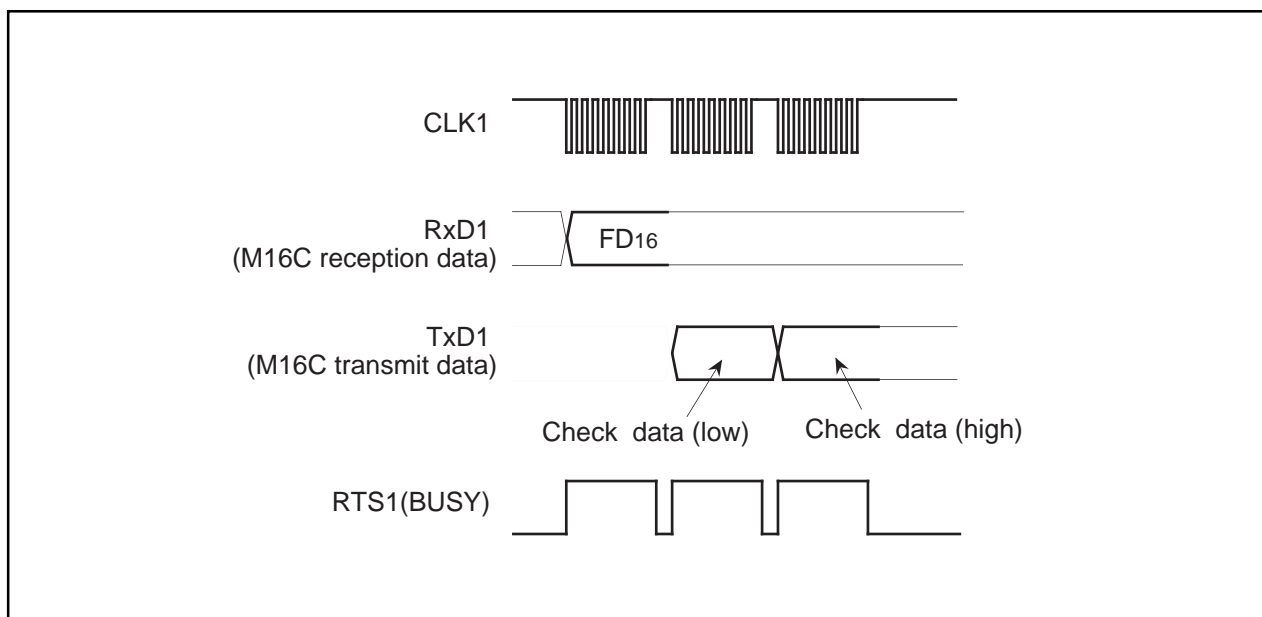 CLK1
RxD1
(M16C reception data)
FD16
TxD1
(M16C transmit data)
Check data (low)
Check data (high)
RTS1(BUSY)